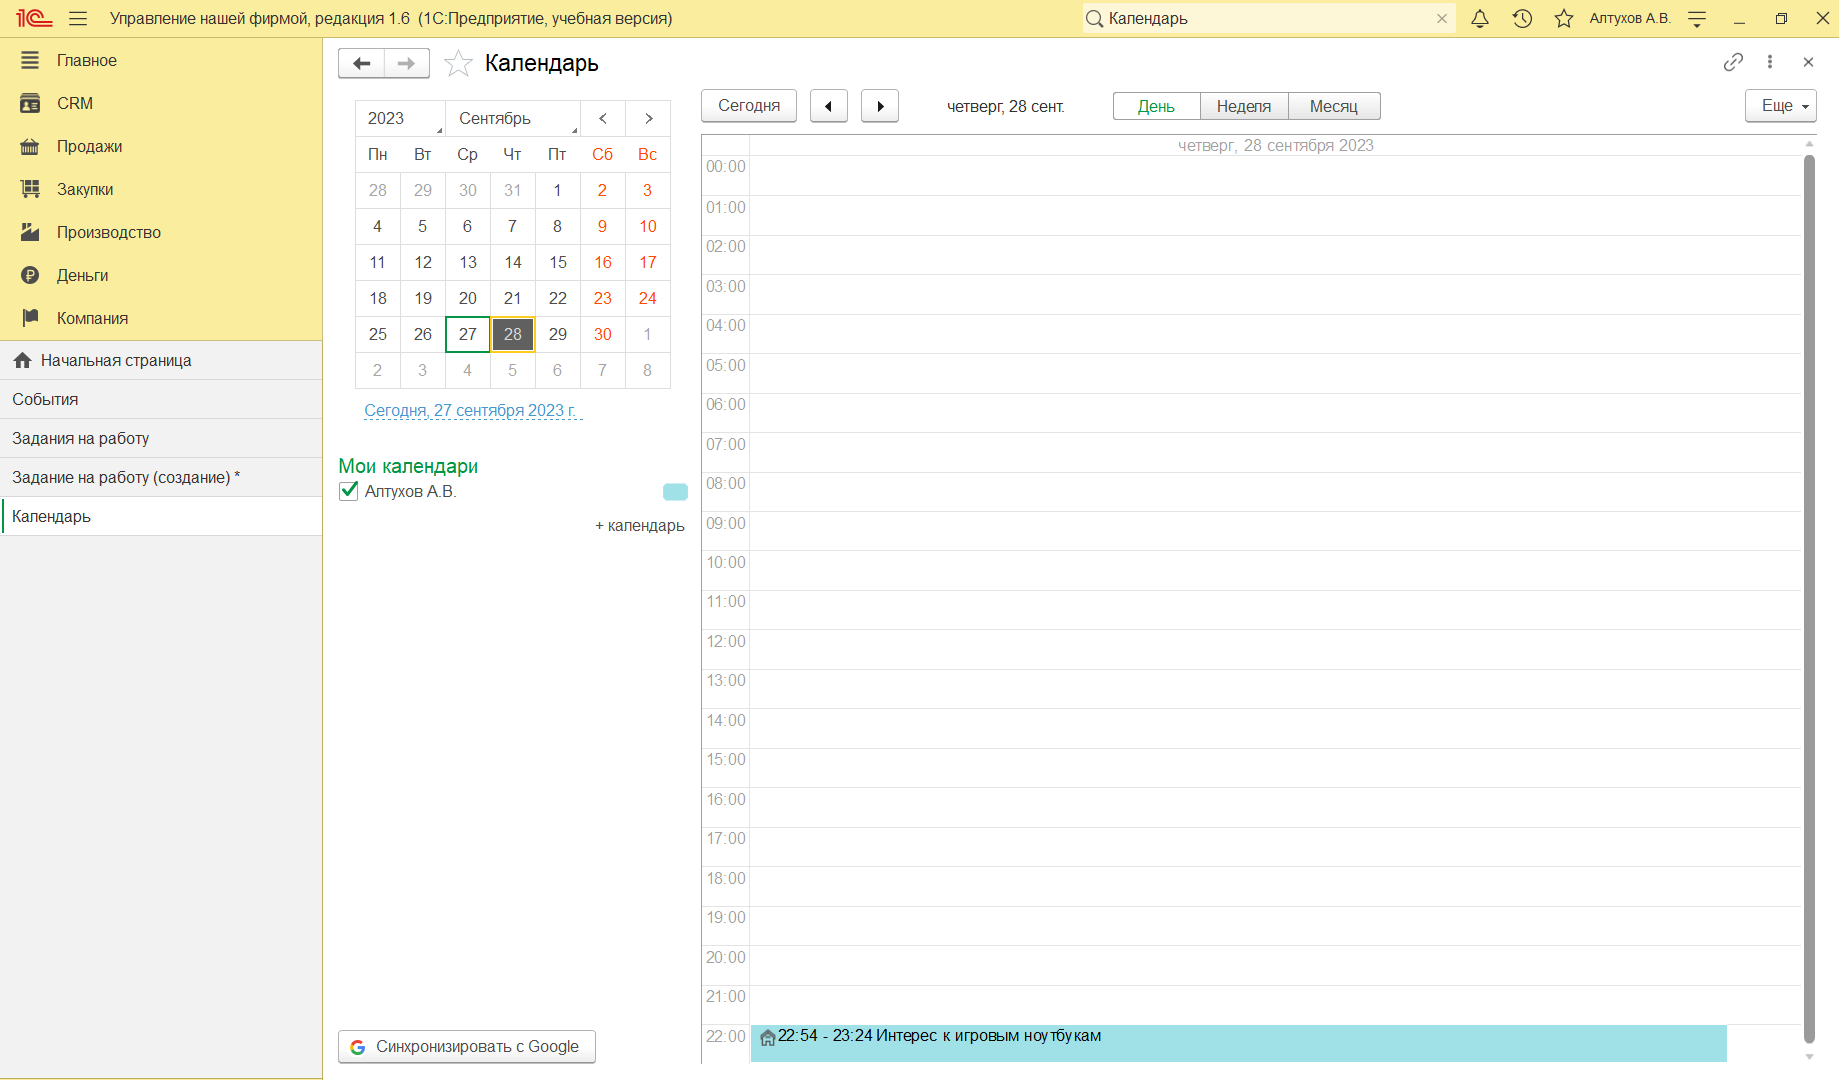 1С Управление нашей фирмой, редакция 1.6 (1С:Предприятие, учебная версия) Календарь Алтухов А.В.
Главное
CRM
Продажи
Закупки
Производство
Деньги
Компания
Начальная страница
События
Задания на работу
Задание на работу (создание) *
Календарь
Календарь
2023 Сентябрь < >
Пн Вт Ср Чт Пт Сб Вс
28 29 30 31 1 2 3
4 5 6 7 8 9 10
11 12 13 14 15 16 17
18 19 20 21 22 23 24
25 26 27 28 29 30 1
2 3 4 5 6 7 8
Сегодня, 27 сентября 2023 г.
Мои календари
Алтухов А.В.
+ календарь
Синхронизировать с Google
Сегодня четверг, 28 сент. День Неделя Месяц Еще
четверг, 28 сентября 2023
00:00
01:00
02:00
03:00
04:00
05:00
06:00
07:00
08:00
09:00
10:00
11:00
12:00
13:00
14:00
15:00
16:00
17:00
18:00
19:00
20:00
21:00
22:00 22:54 - 23:24 Интерес к игровым ноутбукам